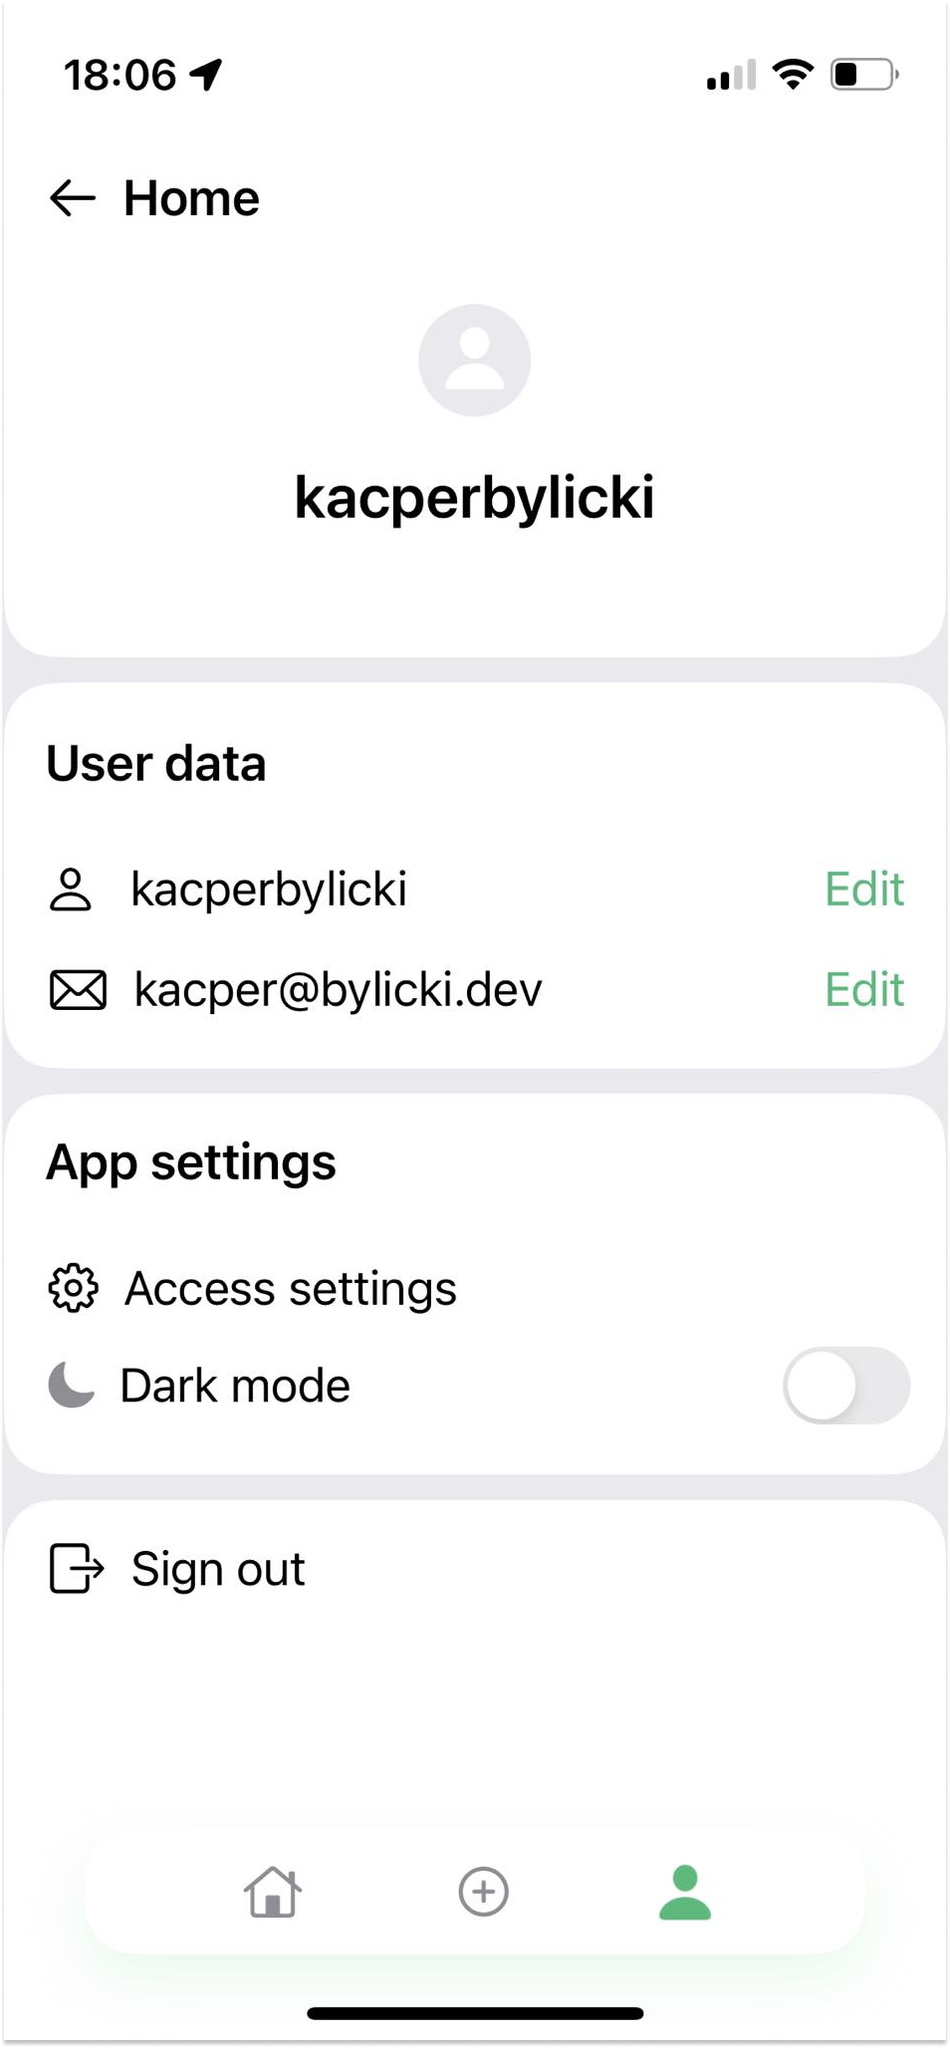 18:06
Home
kacperbylicki
User data
kacperbylicki Edit
kacper@bylicki.dev Edit
App settings
Access settings
Dark mode
Sign out